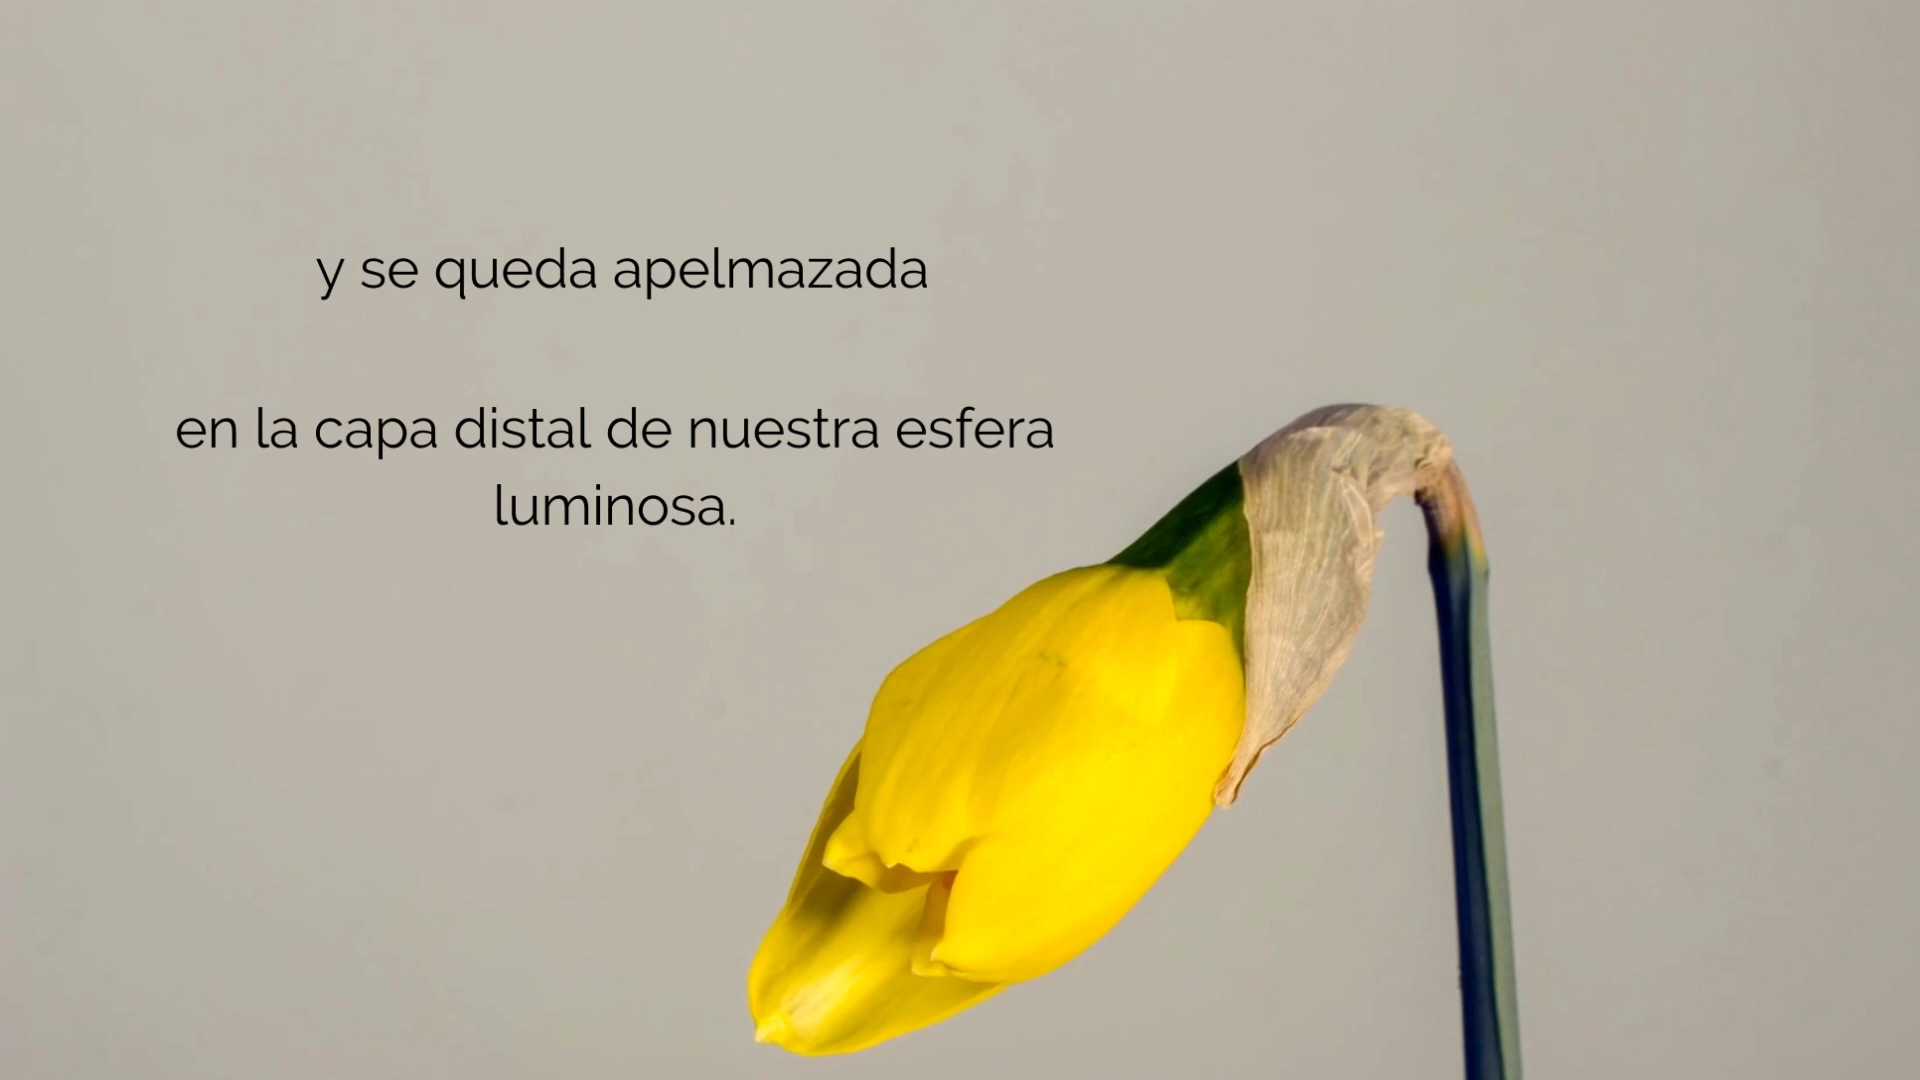 y se queda apelmazada
en la capa distal de nuestra esfera
luminosa.